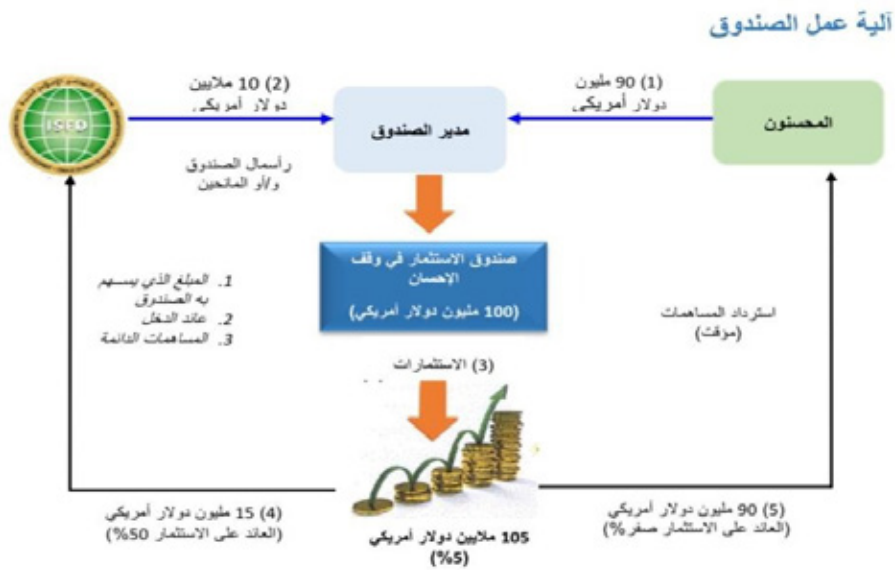 آلية عمل الصندوق
المحسنون
(1) 90 مليون
دولار أمريكي
مدير الصندوق
(2) 10 ملايين
دولار أمريكي
ISFD
رأسمال الصندوق
و/أو المانحين
صندوق الاستثمار في وقف
الإحسان
(100 مليون دولار أمريكي)
1. المبلغ الذي يسهم
به الصندوق
2. عائد الدخل
3. المساهمات الدائمة
استرداد المساهمات
(مؤقت)
(3) الاستثمارات
(5) 90 مليون دولار أمريكي
(العائد على الاستثمار صفر%)
(4) 15 مليون دولار أمريكي
(العائد على الاستثمار 50%)
105 ملايين دولار أمريكي
(5%)